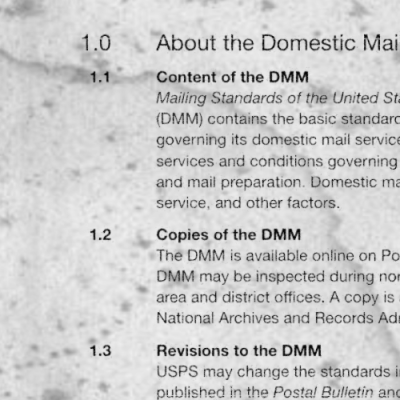 1.0 About the Domestic Mai
1.1 Content of the DMM
Mailing Standards of the United Sta
(DMM) contains the basic standard
governing its domestic mail service
services and conditions governing
and mail preparation. Domestic ma
service, and other factors.
1.2 Copies of the DMM
The DMM is available online on Po
DMM may be inspected during nor
area and district offices. A copy is
National Archives and Records Ad
1.3 Revisions to the DMM
USPS may change the standards i
published in the Postal Bulletin and